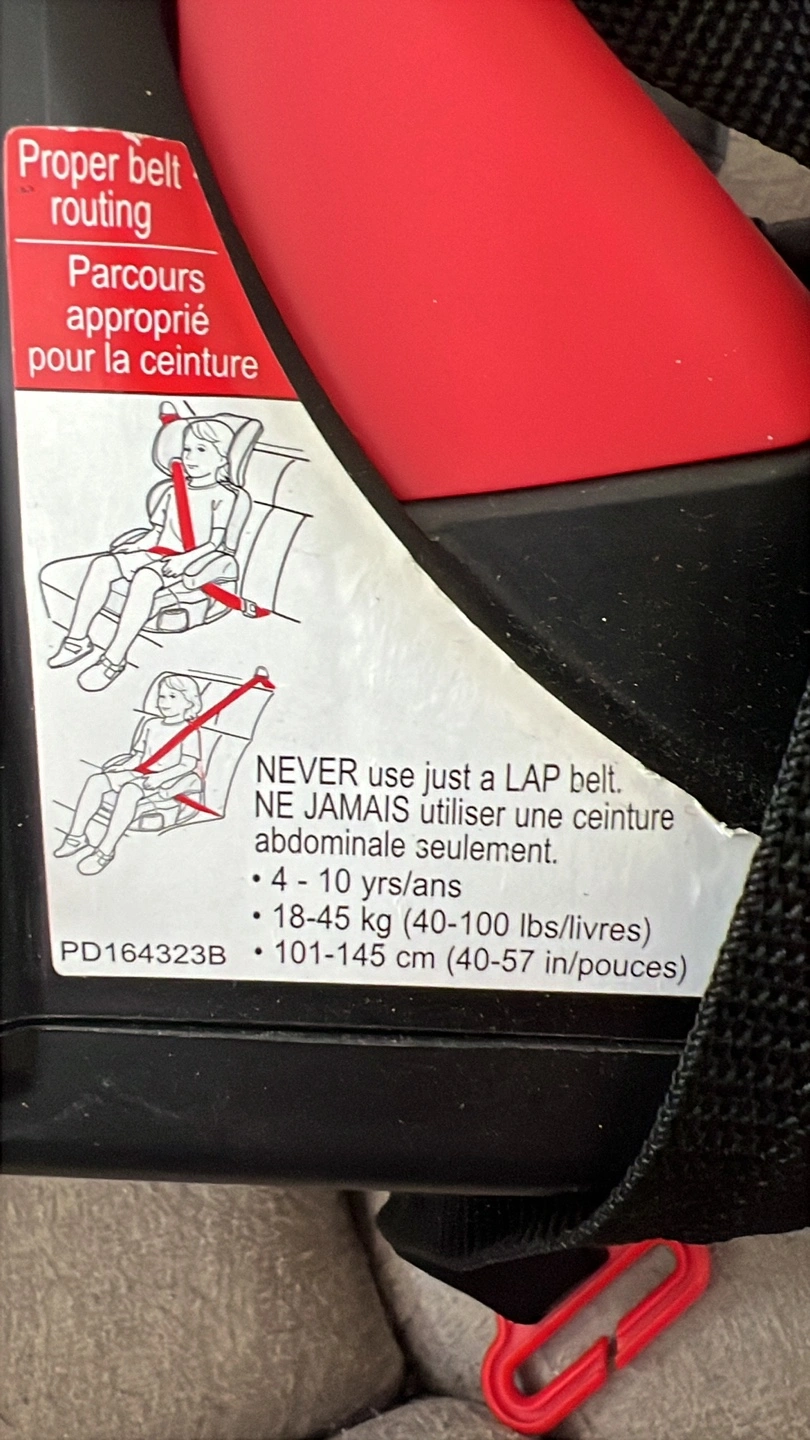 Proper belt
routing
Parcours
approprié
pour la ceinture
NEVER use just a LAP belt.
NE JAMAIS utiliser une ceinture
abdominale seulement.
• 4 - 10 yrs/ans
• 18-45 kg (40-100 lbs/livres)
• 101-145 cm (40-57 in/pouces)
PD164323B